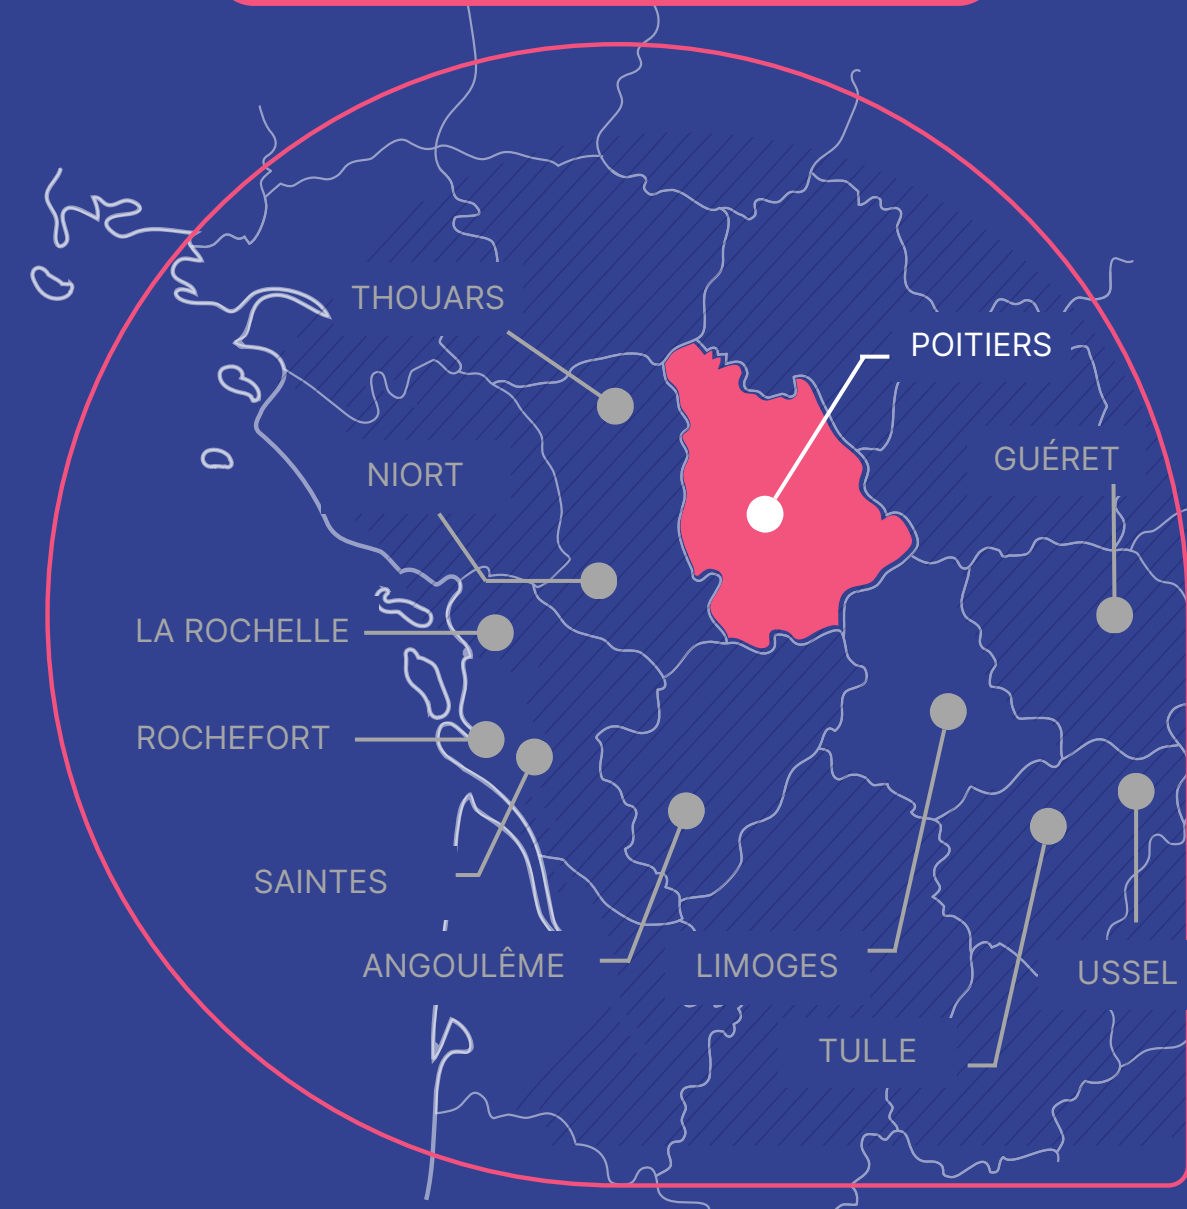 THOUARS
POITIERS
GUÉRET
NIORT
LA ROCHELLE
ROCHEFORT
SAINTES
ANGOULÊME
LIMOGES
USSEL
TULLE